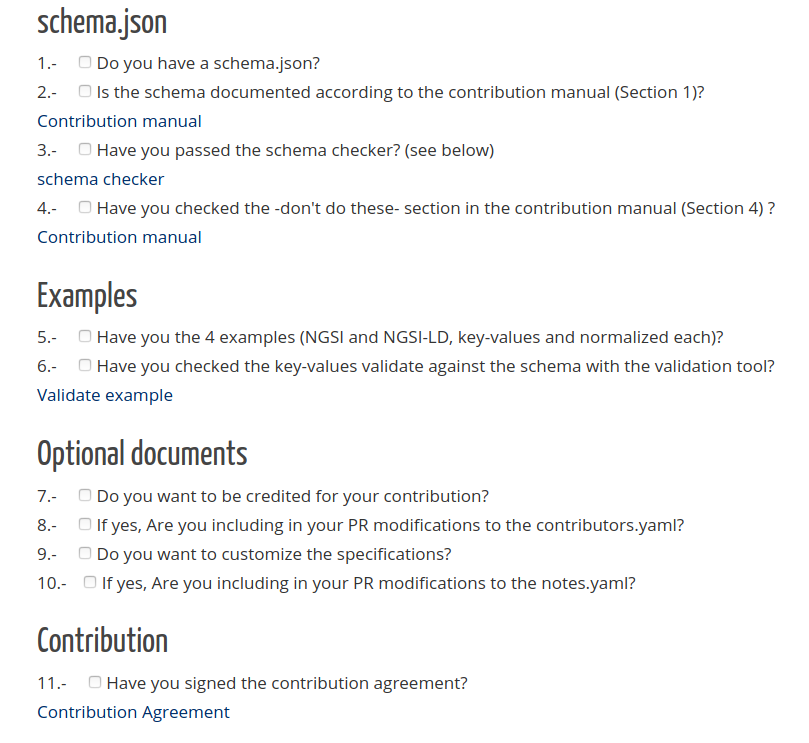 schema.json
1.- Do you have a schema.json?
2.- Is the schema documented according to the contribution manual (Section 1)?
Contribution manual
3.- Have you passed the schema checker? (see below)
schema checker
4.- Have you checked the -don't do these- section in the contribution manual (Section 4) ?
Contribution manual
Examples
5.- Have you the 4 examples (NGSI and NGSI-LD, key-values and normalized each)?
6.- Have you checked the key-values validate against the schema with the validation tool?
Validate example
Optional documents
7.- Do you want to be credited for your contribution?
8.- If yes, Are you including in your PR modifications to the contributors.yaml?
9.- Do you want to customize the specifications?
10.- If yes, Are you including in your PR modifications to the notes.yaml?
Contribution
11.- Have you signed the contribution agreement?
Contribution Agreement